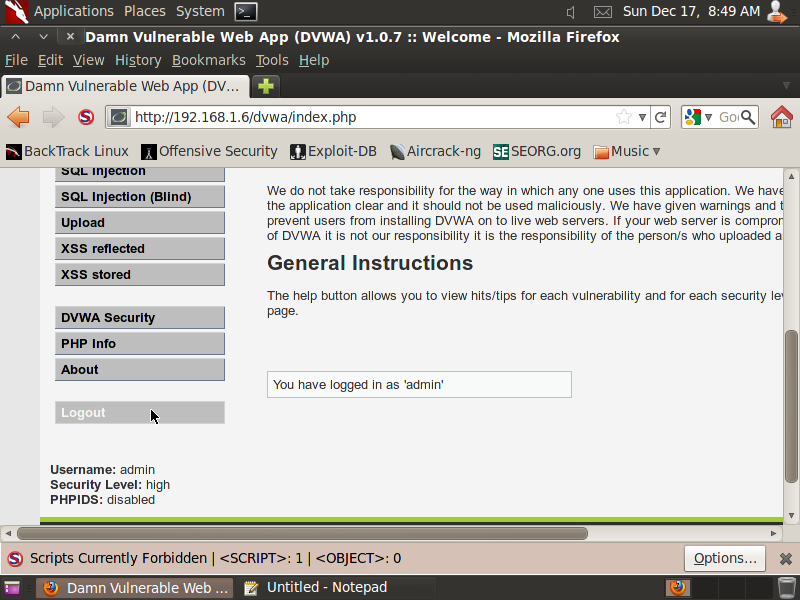 Applications Places System Sun Dec 17, 8:49 AM
Damn Vulnerable Web App (DVWA) v1.0.7 :: Welcome - Mozilla Firefox
File Edit View History Bookmarks Tools Help
Damn Vulnerable Web App (DV...
http://192.168.1.6/dvwa/index.php Goo
BackTrack Linux Offensive Security Exploit-DB Aircrack-ng SE SEORG.org Music
SQL Injection
SQL Injection (Blind)
Upload
XSS reflected
XSS stored
DVWA Security
PHP Info
About
Logout
Username: admin
Security Level: high
PHPIDS: disabled
We do not take responsibility for the way in which any one uses this application. We have
the application clear and it should not be used maliciously. We have given warnings and
prevent users from installing DVWA on to live web servers. If your web server is
of DVWA it is not our responsibility it is the responsibility of the person/s who uploaded
General Instructions
The help button allows you to view hits/tips for each vulnerability and for each security
page.
You have logged in as 'admin'
S Scripts Currently Forbidden | <SCRIPT>: 1 | <OBJECT>: 0 Options...
Damn Vulnerable Web ... Untitled - Notepad